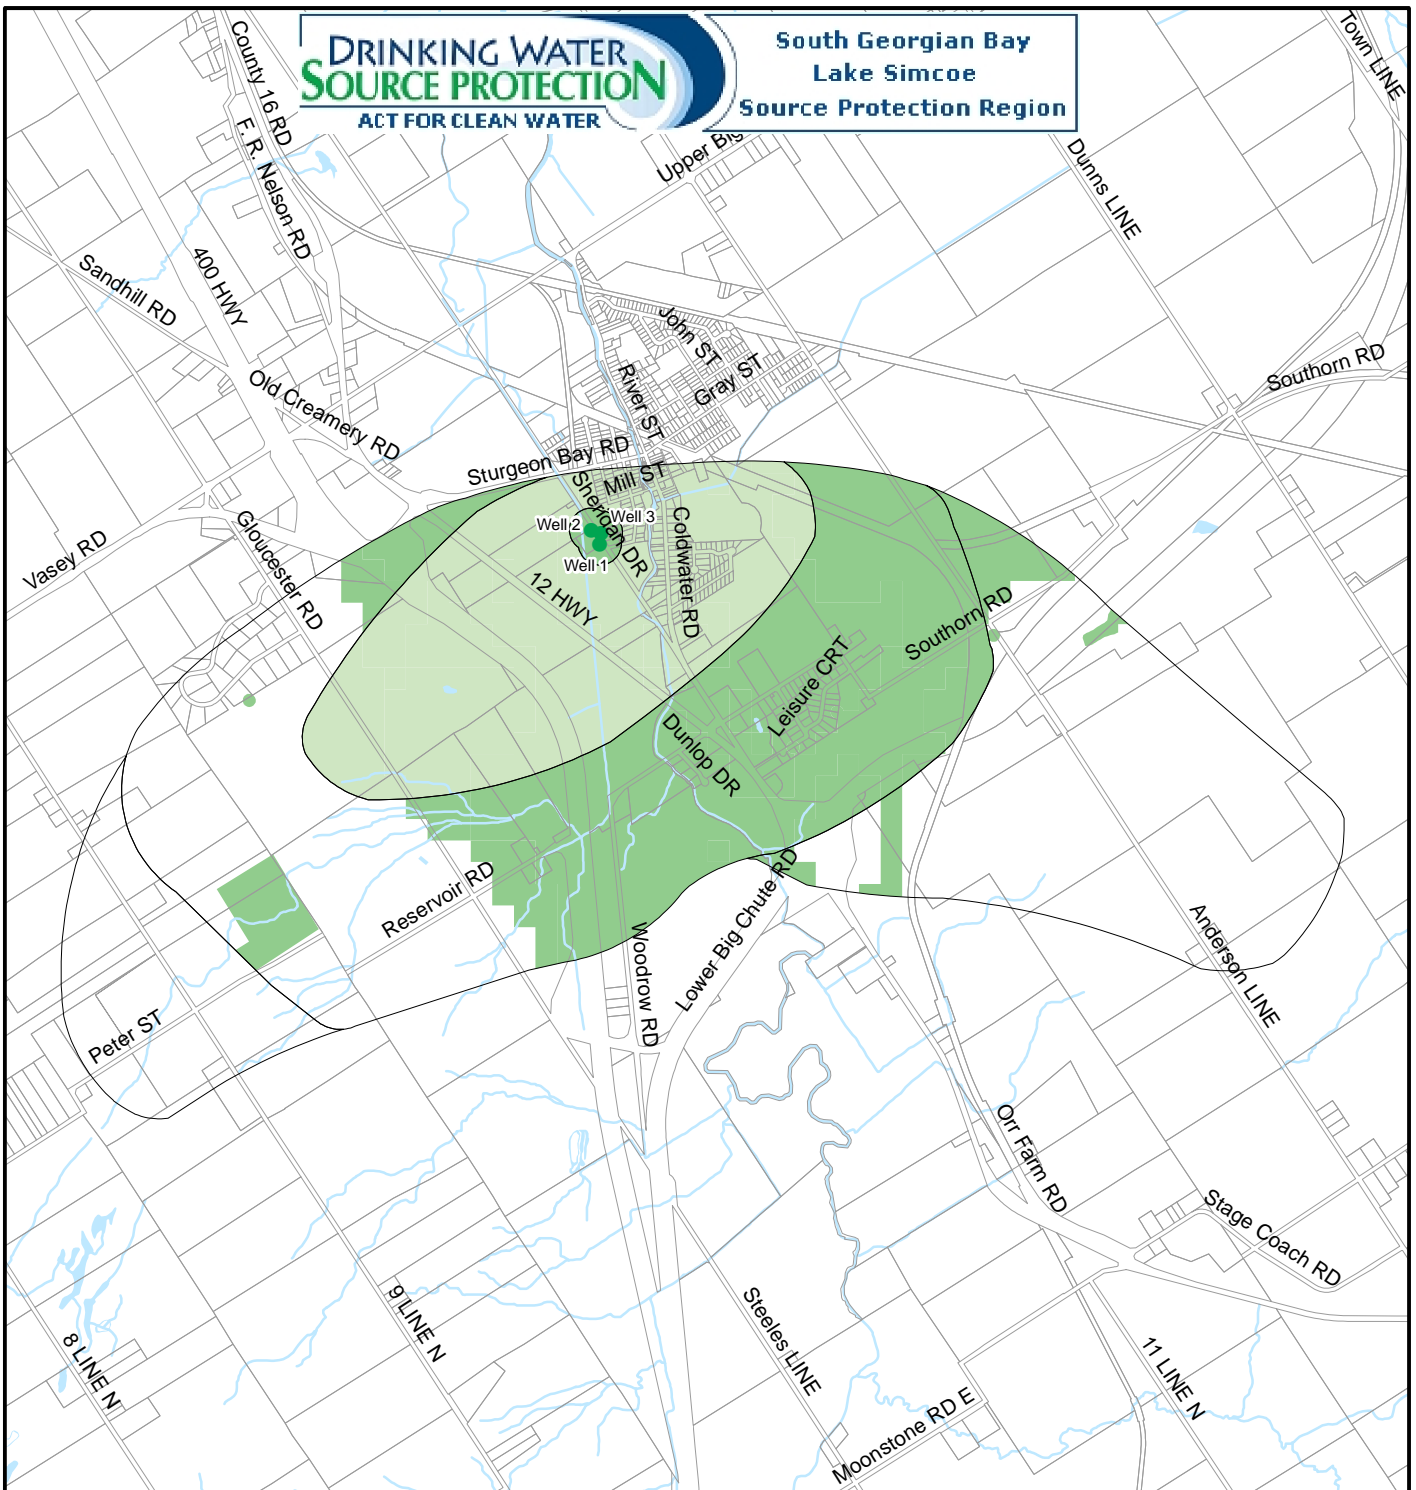 DRINKING WATER
SOURCE PROTECTION
ACT FOR CLEAN WATER
South Georgian Bay
Lake Simcoe
Source Protection Region
County 16 RD
F. R. Nelson RD
Upper Big
Dunns LINE
Town LINE
Sandhill RD
400 HWY
Old Creamery RD
John ST
Gray ST
River ST
Southorn RD
Sturgeon Bay RD
Mill ST
Sheridan DR
Well 2
Well 3
Well 1
Coldwater RD
Vasey RD
Gloucester RD
12 HWY
Southorn RD
Leisure CRT
Dunlop DR
Reservoir RD
Lower Big Chute RD
Woodrow RD
Anderson LINE
Peter ST
Orr Farm RD
Stage Coach RD
8 LINE N
9 LINE N
Steeles LINE
11 LINE N
Moonstone RD E